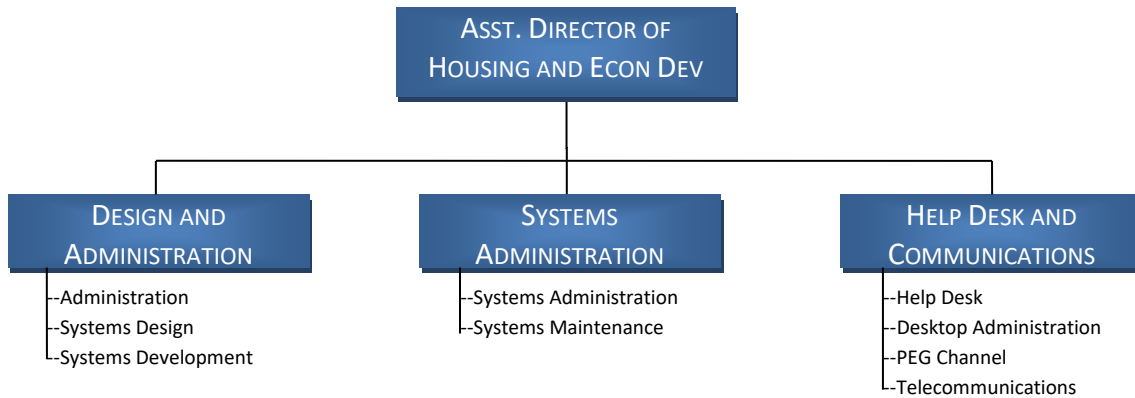 ASST. DIRECTOR OF
HOUSING AND ECON DEV
DESIGN AND
ADMINISTRATION
--Administration
--Systems Design
--Systems Development
SYSTEMS
ADMINISTRATION
--Systems Administration
--Systems Maintenance
HELP DESK AND
COMMUNICATIONS
--Help Desk
--Desktop Administration
--PEG Channel
--Telecommunications